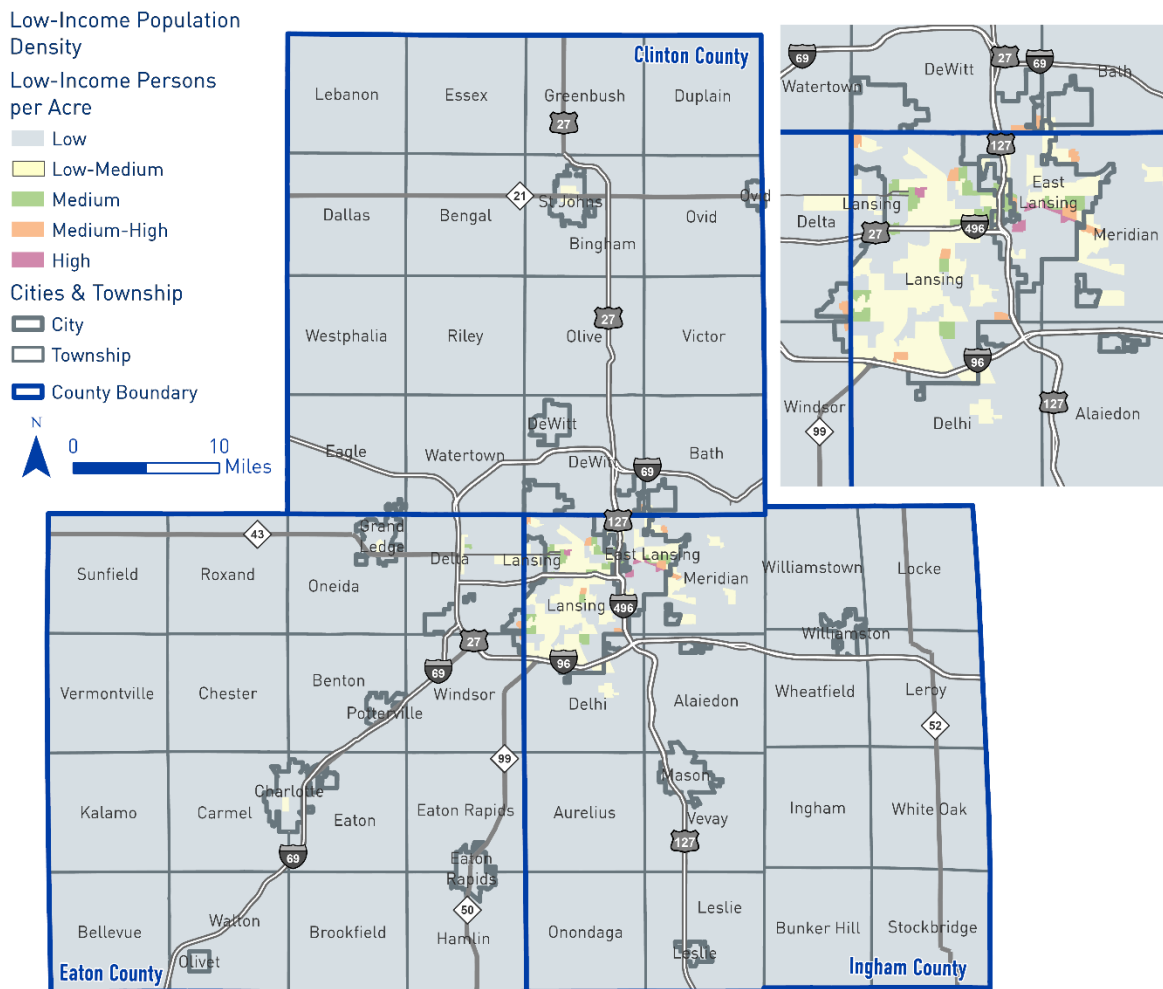 Low-Income Population
Density
Low-Income Persons
per Acre
Low
Low-Medium
Medium
Medium-High
High
Cities & Township
City
Township
County Boundary
N
0 10
Miles
Clinton County
Lebanon
Essex
Greenbush
Duplain
27
21
St Johns
Ovid
Dallas
Bengal
Ovid
Bingham
Westphalia
Riley
Olive
27
Victor
DeWitt
Eagle
Watertown
DeWitt
69
Bath
43
Grand
Ledge
127
Sunfield
Roxand
Oneida
Delta
Lansing
East Lansing
Meridian
Williamstown
Locke
Lansing
496
27
96
Williamston
69
Vermontville
Chester
Benton
Potterville
Windsor
Delhi
Alaiedon
Wheatfield
Leroy
52
99
Charlotte
Mason
Kalamo
Carmel
Eaton
Eaton Rapids
Aurelius
Vevay
Ingham
White Oak
69
127
Eaton
Rapids
50
Bellevue
Walton
Brookfield
Hamlin
Onondaga
Leslie
Bunker Hill
Stockbridge
Olivet
Leslie
Eaton County
Ingham County
69
Watertown
DeWitt
27
69
Bath
127
Lansing
East
Lansing
Delta
27
496
Meridian
Lansing
96
Windsor
99
Delhi
127
Alaiedon